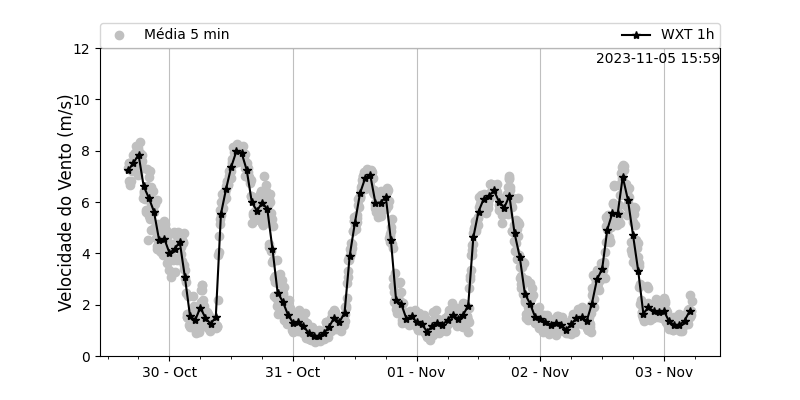 Média 5 min WXT 1h
2023-11-05 15:59
Velocidade do Vento (m/s)
12
10
8
6
4
2
0
30 - Oct 31 - Oct 01 - Nov 02 - Nov 03 - Nov